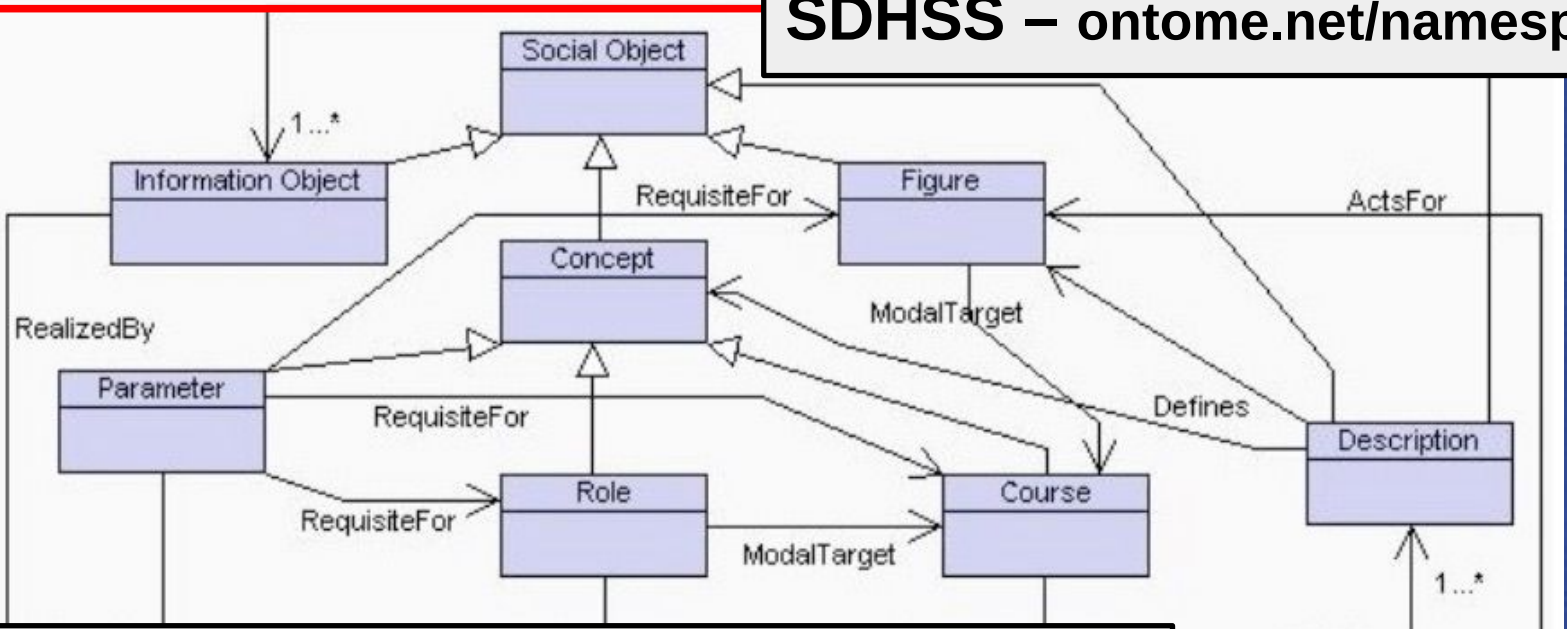 SDHSS – ontome.net/namesp
Social Object
1...*
Information Object
Figure
RequisiteFor
ActsFor
Concept
ModalTarget
RealizedBy
Parameter
RequisiteFor
Defines
Description
Role
Course
RequisiteFor
ModalTarget
1...*